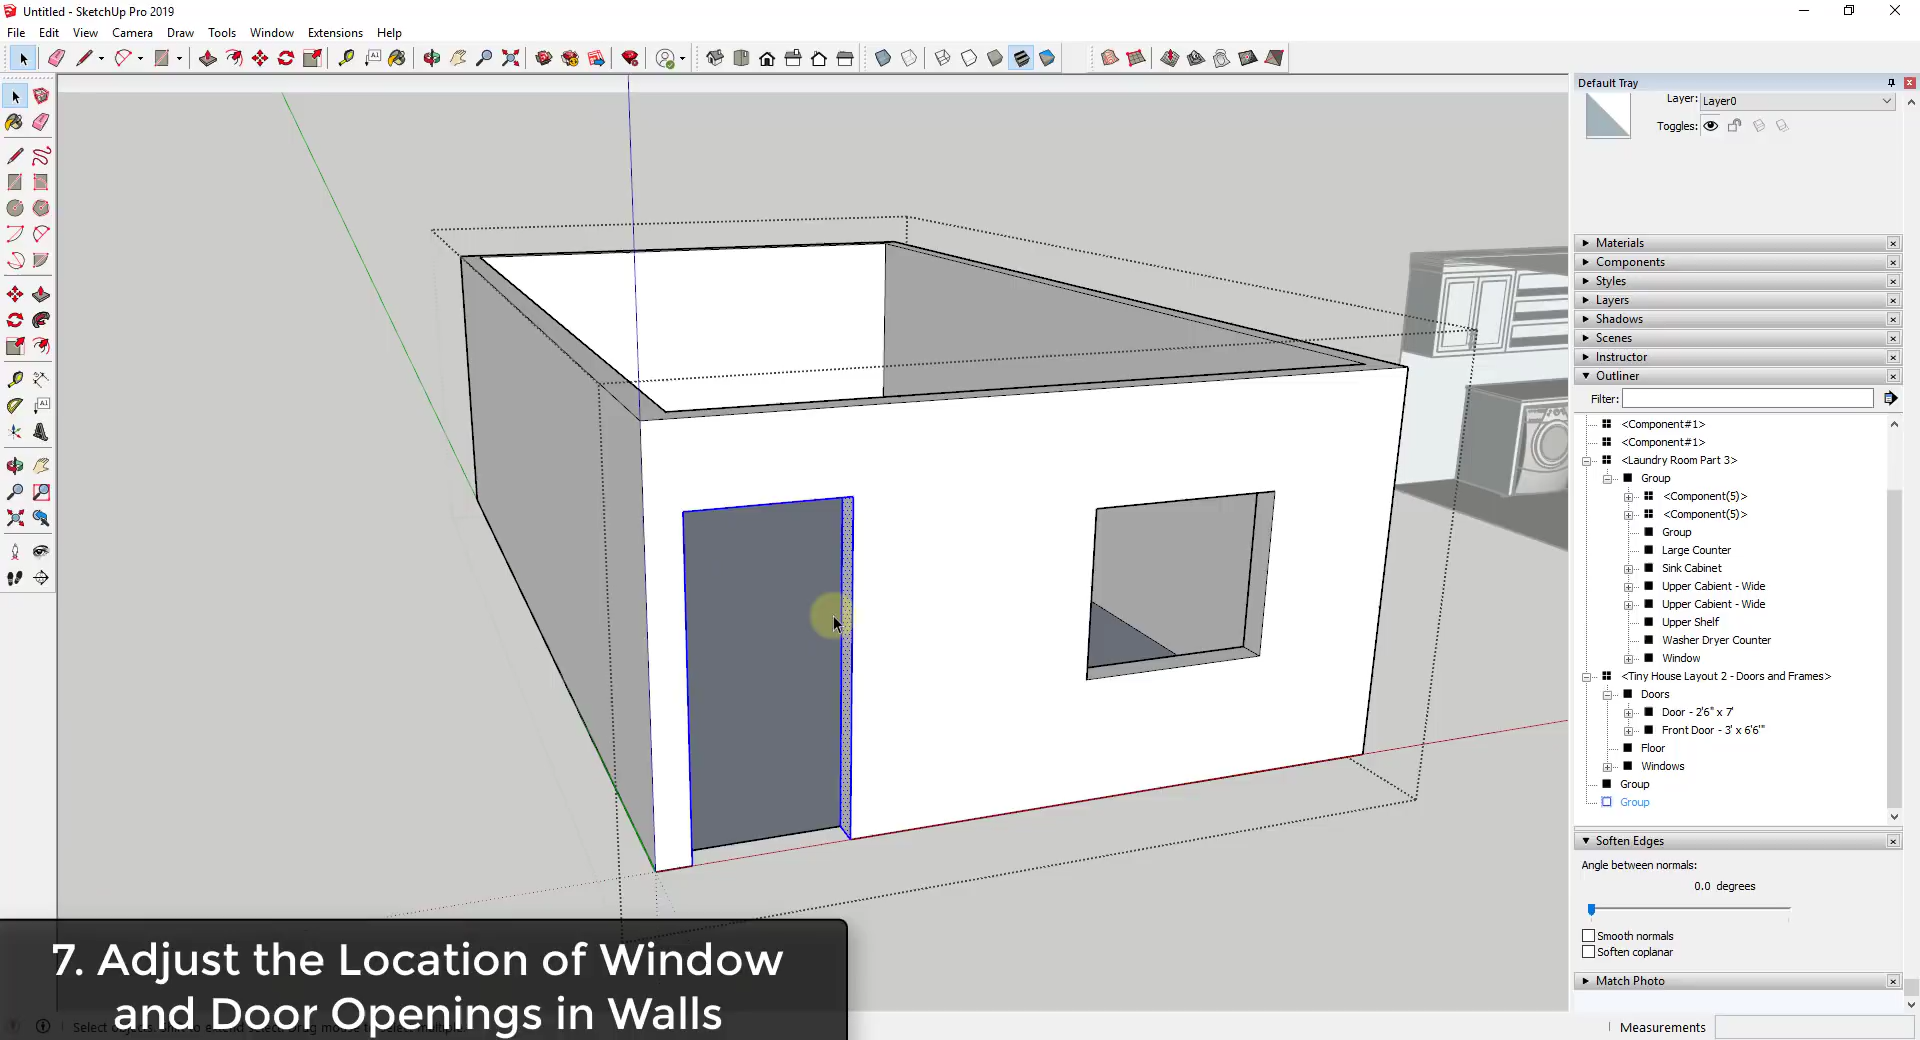 Untitled - SketchUp Pro 2019
File Edit View Camera Draw Tools Window Extensions Help
Default Tray
Layer: Layer0
Toggles:
Materials
Components
Styles
Layers
Shadows
Scenes
Instructor
Outliner
Filter:
<Component#1>
<Component#1>
<Laundry Room Part 3>
Group
<Component(5)>
<Component(5)>
Group
Large Counter
Sink Cabinet
Upper Cabient - Wide
Upper Cabient - Wide
Upper Shelf
Washer Dryer Counter
Window
<Tiny House Layout 2 - Doors and Frames>
Doors
Door - 2'6" x 7'
Front Door - 3' x 6'6"
Floor
Windows
Group
Group
Soften Edges
Angle between normals:
0.0 degrees
Smooth normals
Soften coplanar
Match Photo
7. Adjust the Location of Window
and Door Openings in Walls
Measurements